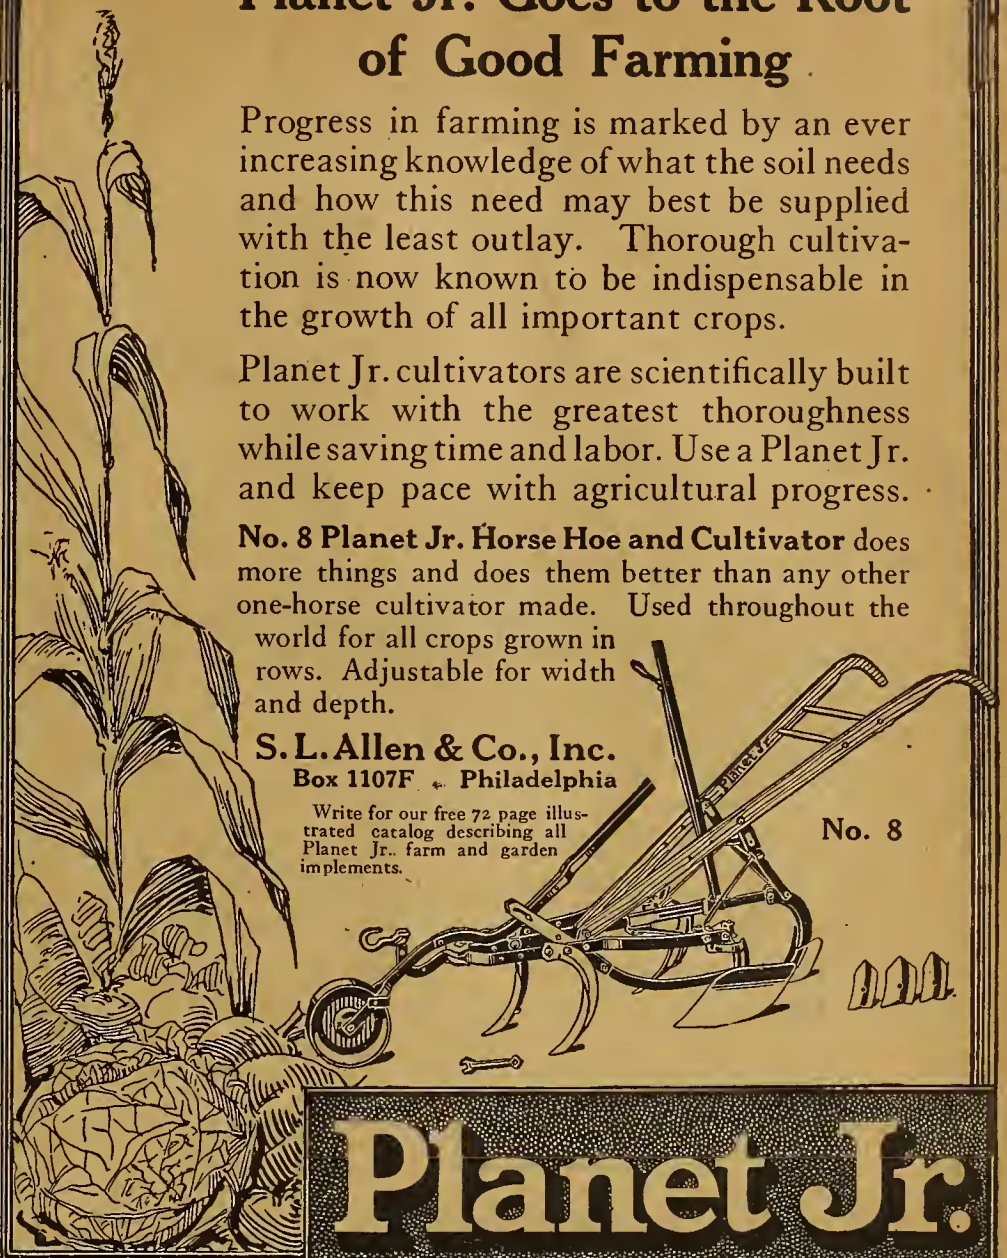 Planet Jr. Goes to the Root
of Good Farming
Progress in farming is marked by an ever
increasing knowledge of what the soil needs
and how this need may best be supplied
with the least outlay. Thorough cultiva-
tion is now known to be indispensable in
the growth of all important crops.
Planet Jr. cultivators are scientifically built
to work with the greatest thoroughness
while saving time and labor. Use a Planet Jr.
and keep pace with agricultural progress.
No. 8 Planet Jr. Horse Hoe and Cultivator does
more things and does them better than any other
one-horse cultivator made. Used throughout the
world for all crops grown in
rows. Adjustable for width
and depth.
S. L. Allen & Co., Inc.
Box 1107F Philadelphia
Write for our free 72 page illus-
trated catalog describing all
Planet Jr.. farm and garden
implements.
Planet Jr.
No. 8
Planet Jr.